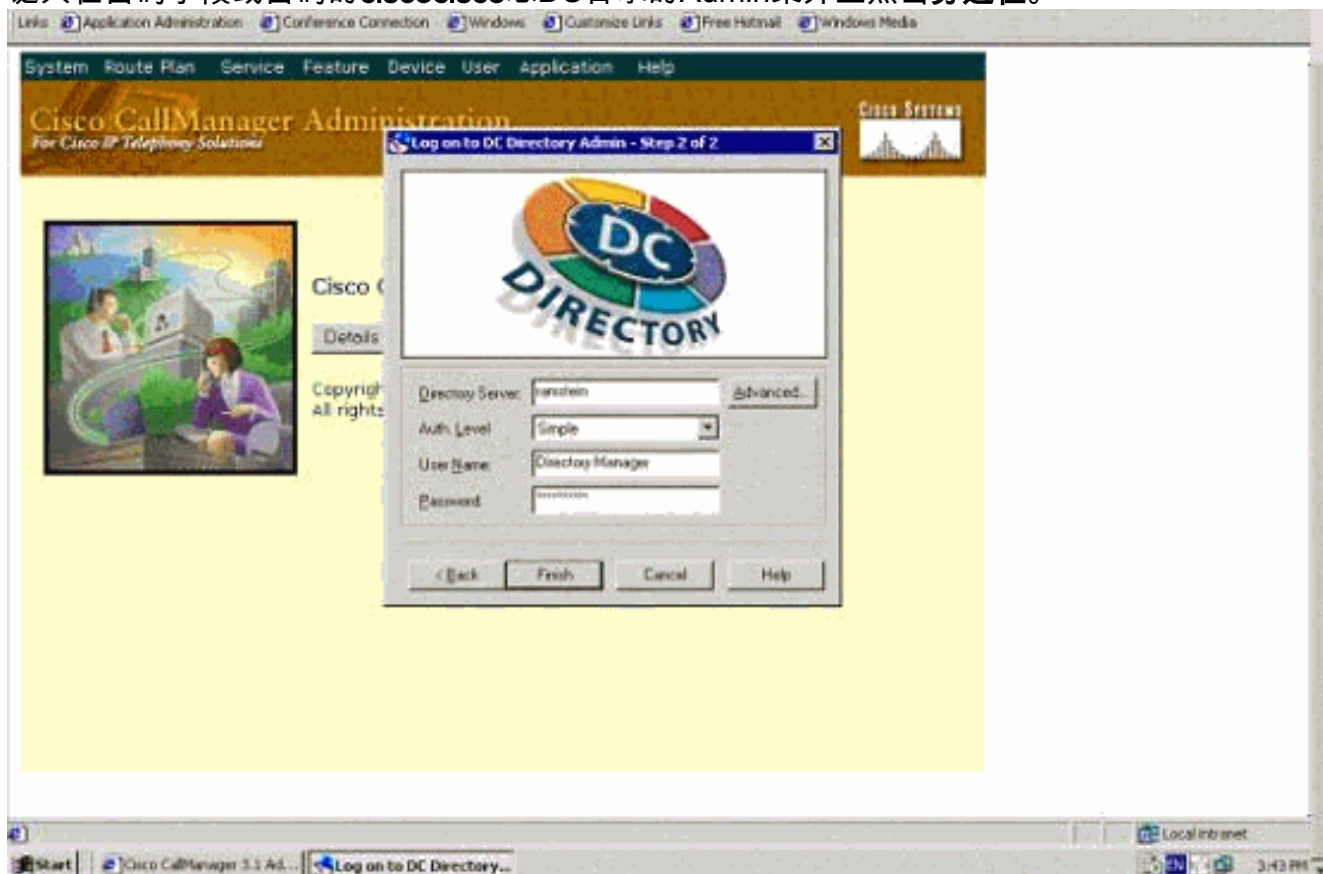 Links Application Administration Conference Connection Windows Customize Links Free Hotmail Windows Media
System Route Plan Service Feature Device User Application Help
Cisco CallManager Administration
For Cisco IP Telephony Solutions
CISCO SYSTEMS
Log on to DC Directory Admin - Step 2 of 2
DC
DIRECTORY
Cisco C
Details
Copyrigh
All rights
Directory Server:
Advanced...
Auth. Level
Simple
User Name:
Directory Manager
Password
< Back Finish Cancel Help
Local intranet
Start Cisco CallManager 3.1 Ad... Log on to DC Directory... EN 3:43 PM